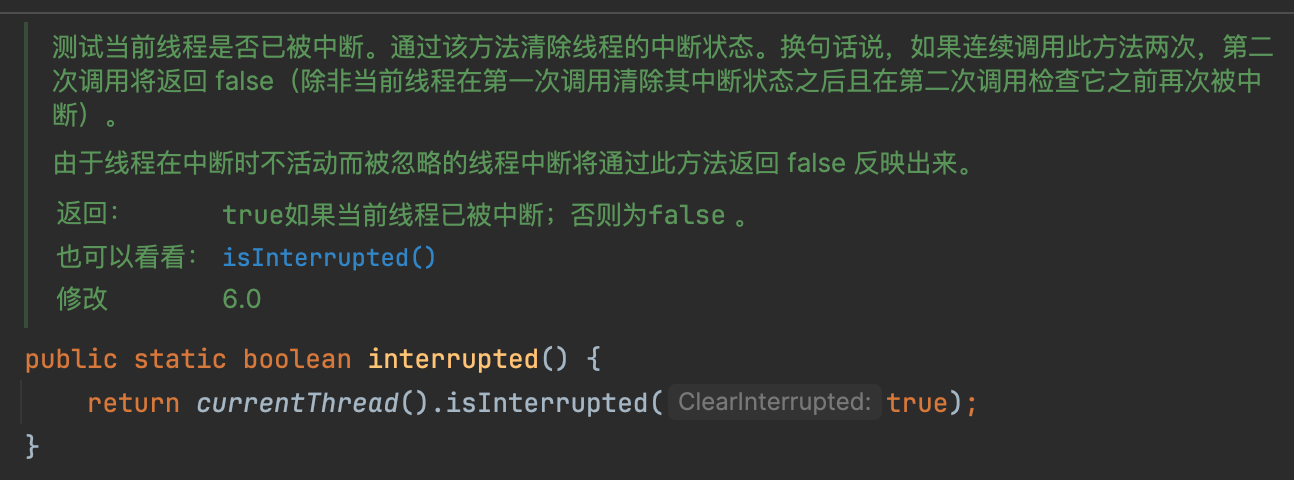 测试当前线程是否已被中断。通过该方法清除线程的中断状态。换句话说，如果连续调用此方法两次，第二
次调用将返回 false（除非当前线程在第一次调用清除其中断状态之后且在第二次调用检查它之前再次被中
断）。
由于线程在中断时不活动而被忽略的线程中断将通过此方法返回 false 反映出来。
返回： true如果当前线程已被中断；否则为false 。
也可以看看： isInterrupted()
修改 6.0
public static boolean interrupted() {
return currentThread().isInterrupted( ClearInterrupted: true);
}